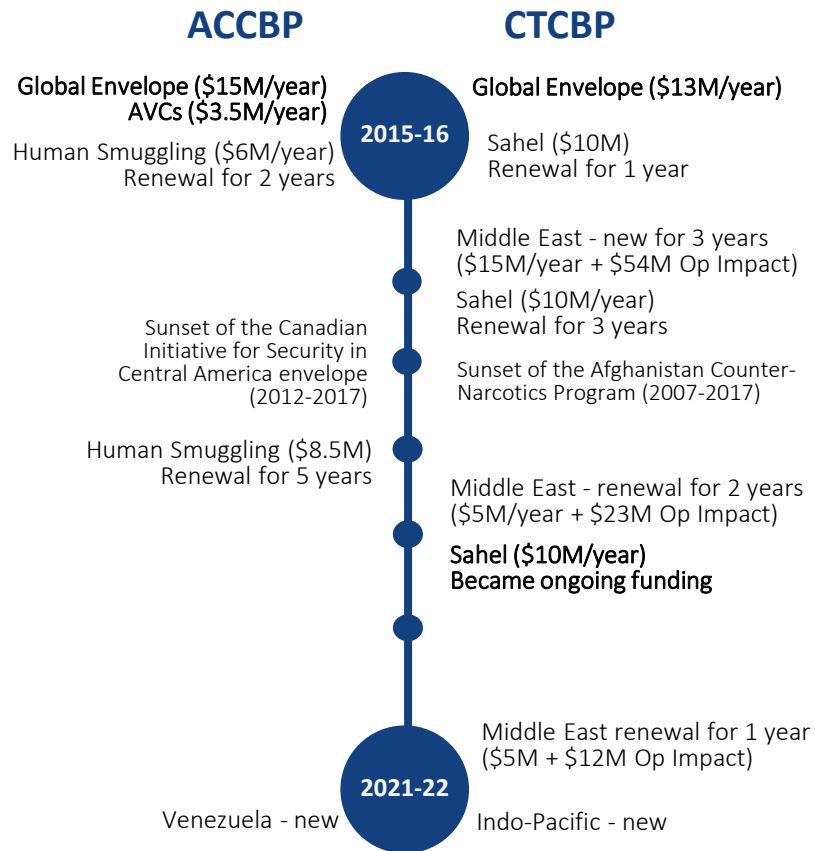 ACCBP
CTCBP
Global Envelope ($15M/year)
AVCs ($3.5M/year)
Human Smuggling ($6M/year)
Renewal for 2 years
2015-16
Global Envelope ($13M/year)
Sahel ($10M)
Renewal for 1 year
Middle East - new for 3 years
($15M/year + $54M Op Impact)
Sahel ($10M/year)
Renewal for 3 years
Sunset of the Canadian
Initiative for Security in
Central America envelope
(2012-2017)
Sunset of the Afghanistan Counter-
Narcotics Program (2007-2017)
Human Smuggling ($8.5M)
Renewal for 5 years
Middle East - renewal for 2 years
($5M/year + $23M Op Impact)
Sahel ($10M/year)
Became ongoing funding
Middle East renewal for 1 year
($5M + $12M Op Impact)
2021-22
Venezuela - new
Indo-Pacific - new